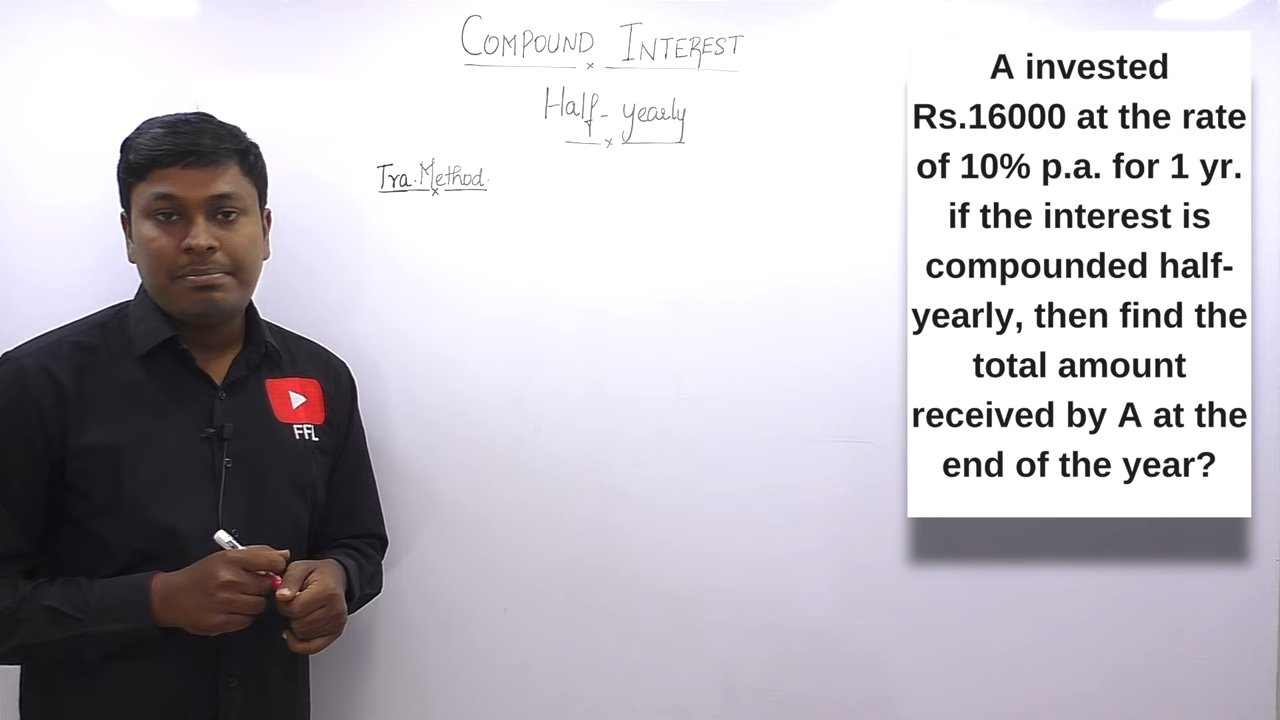 COMPOUND INTEREST
Half-yearly
Tra. Method.
A invested
Rs.16000 at the rate
of 10% p.a. for 1 yr.
if the interest is
compounded half-
yearly, then find the
total amount
received by A at the
end of the year?
FFL